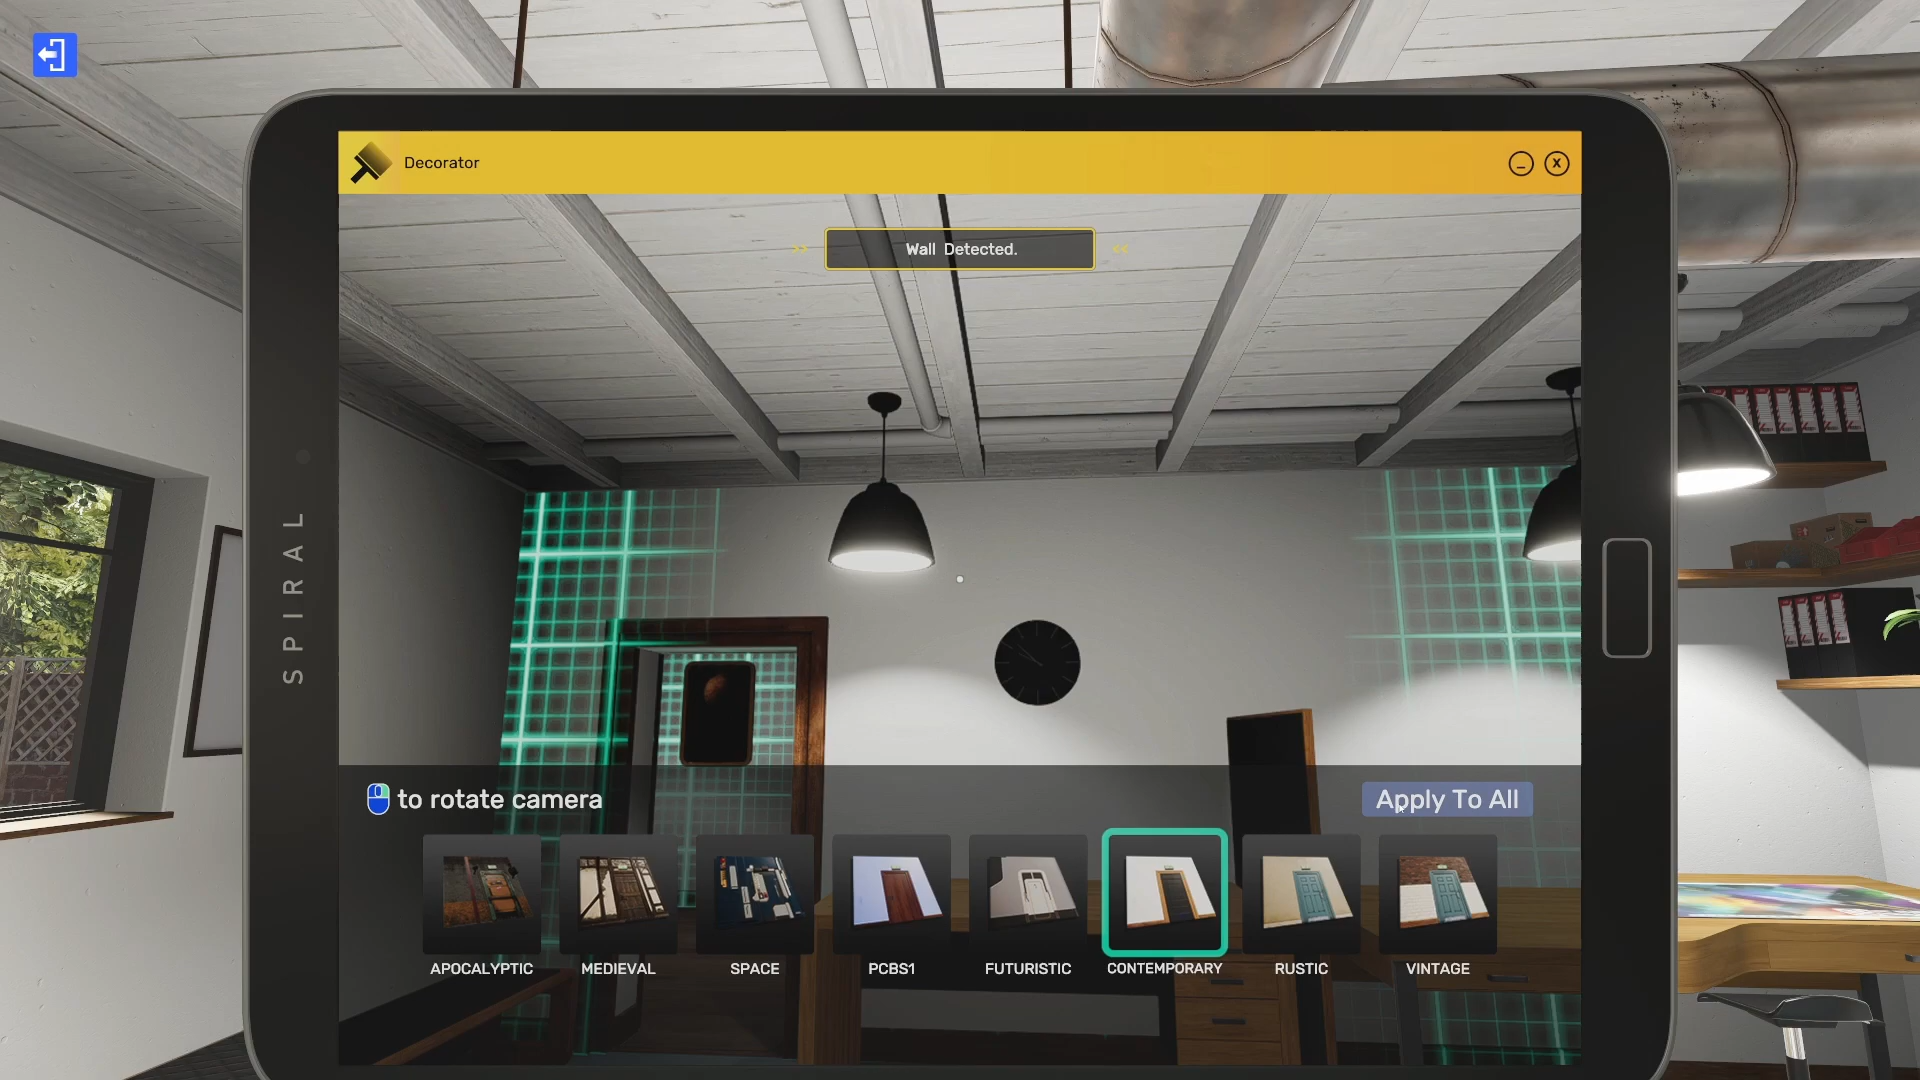 Decorator
X
>> Wall Detected. <<
SPIRAL
to rotate camera
Apply To All
APOCALYPTIC
MEDIEVAL
SPACE
PCBS1
FUTURISTIC
CONTEMPORARY
RUSTIC
VINTAGE